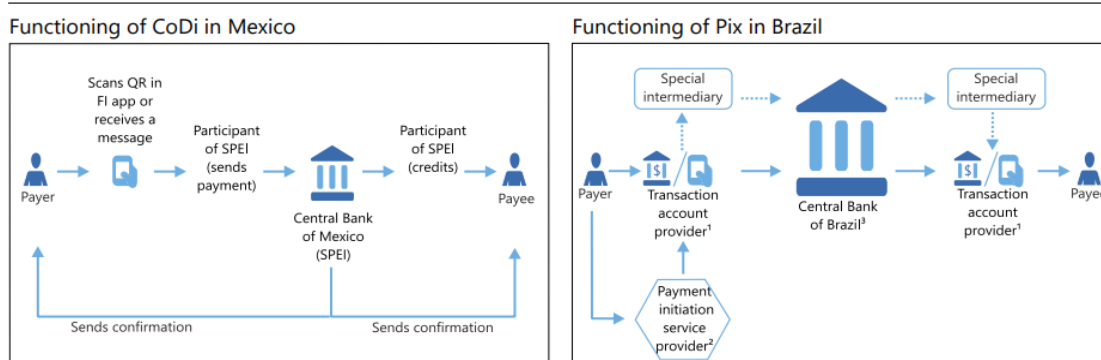 Functioning of CoDi in Mexico
Scans QR in
FI app or
receives a
message
Participant
of SPEI
(sends
payment)
Participant
of SPEI
(credits)
Payer
Payee
Central Bank
of Mexico
(SPEI)
Sends confirmation
Sends confirmation
Functioning of Pix in Brazil
Special
intermediary
Special
intermediary
$
$
Payer
Transaction
account
provider¹
Central Bank
of Brazil³
Transaction
account
provider¹
Payee
Payment
initiation
service
provider²